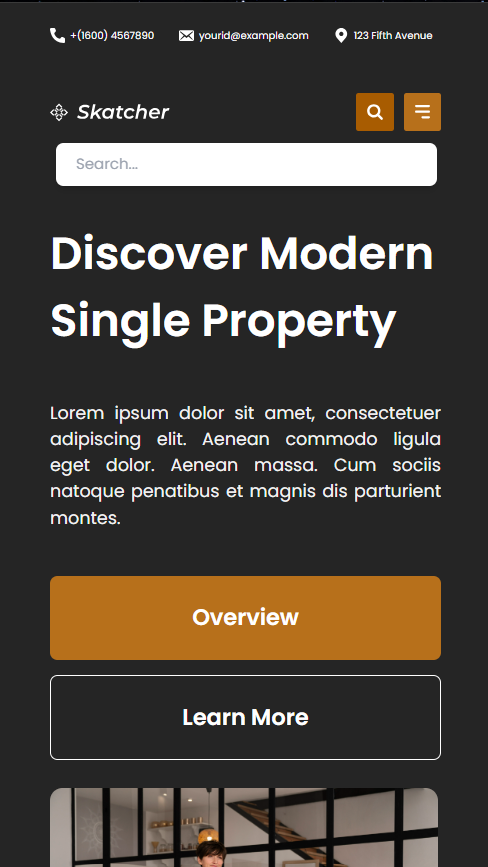 +(1600) 4567890 yourid@example.com 123 Fifth Avenue
Skatcher
Search...
Discover Modern
Single Property
Lorem ipsum dolor sit amet, consectetuer
adipiscing elit. Aenean commodo ligula
eget dolor. Aenean massa. Cum sociis
natoque penatibus et magnis dis parturient
montes.
Overview
Learn More